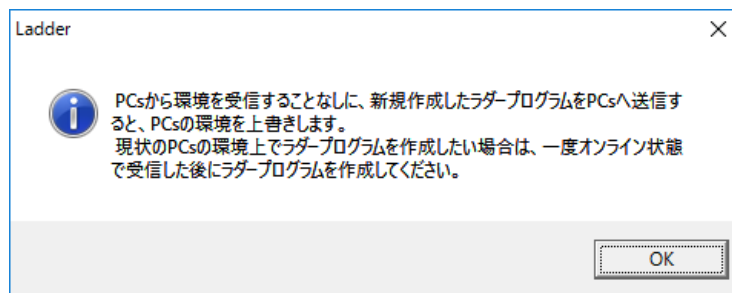 Ladder
PCsから環境を受信することなしに、新規作成したラダープログラムをPCsへ送信す
ると、PCsの環境を上書きします。
現状のPCsの環境上でラダープログラムを作成したい場合は、一度オンライン状態
で受信した後にラダープログラムを作成してください。
OK